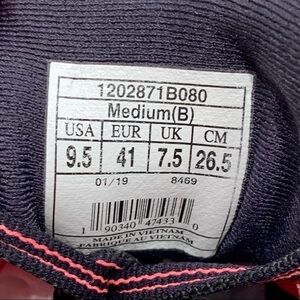 1202871B080
Medium(B)
USA EUR UK CM
9.5 41 7.5 26.5
01/19 8469
1 90340 47433 0
MADE IN VIETNAM
FABRIQUE AU VIETNAM